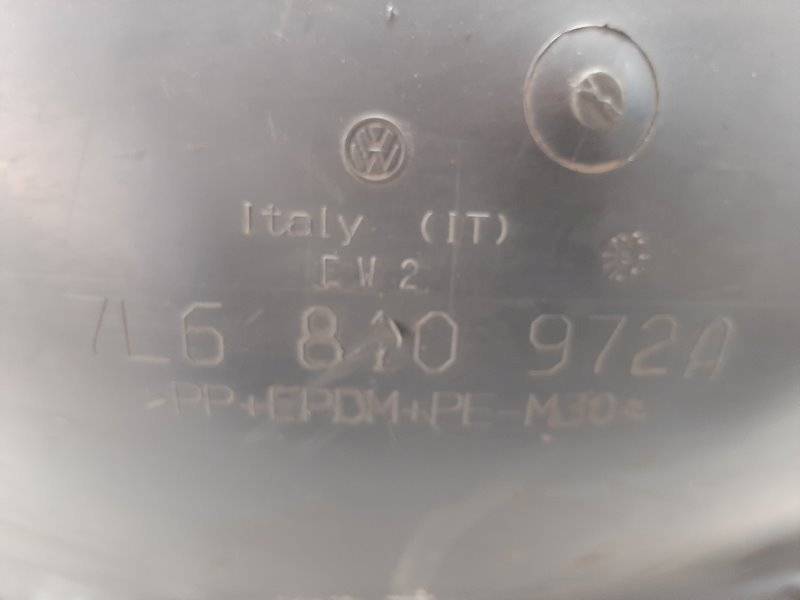 Italy (IT)
CW2
7L6 810 972A
PP+EPDM+PE-M30